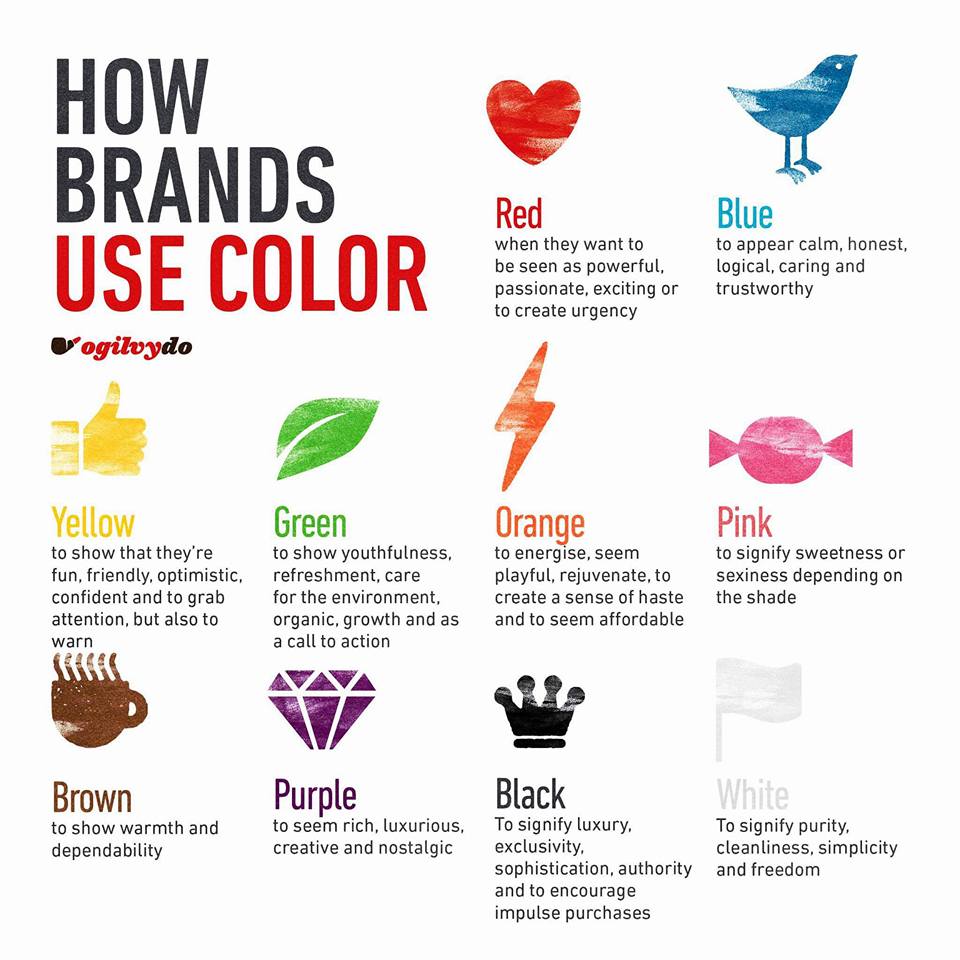 HOW
BRANDS
USE COLOR
ogilvydo
Red
when they want to
be seen as powerful,
passionate, exciting or
to create urgency
Blue
to appear calm, honest,
logical, caring and
trustworthy
Yellow
to show that they're
fun, friendly, optimistic,
confident and to grab
attention, but also to
warn
Green
to show youthfulness,
refreshment, care
for the environment,
organic, growth and as
a call to action
Orange
to energise, seem
playful, rejuvenate, to
create a sense of haste
and to seem affordable
Pink
to signify sweetness or
sexiness depending on
the shade
Brown
to show warmth and
dependability
Purple
to seem rich, luxurious,
creative and nostalgic
Black
To signify luxury,
exclusivity,
sophistication, authority
and to encourage
impulse purchases
White
To signify purity,
cleanliness, simplicity
and freedom